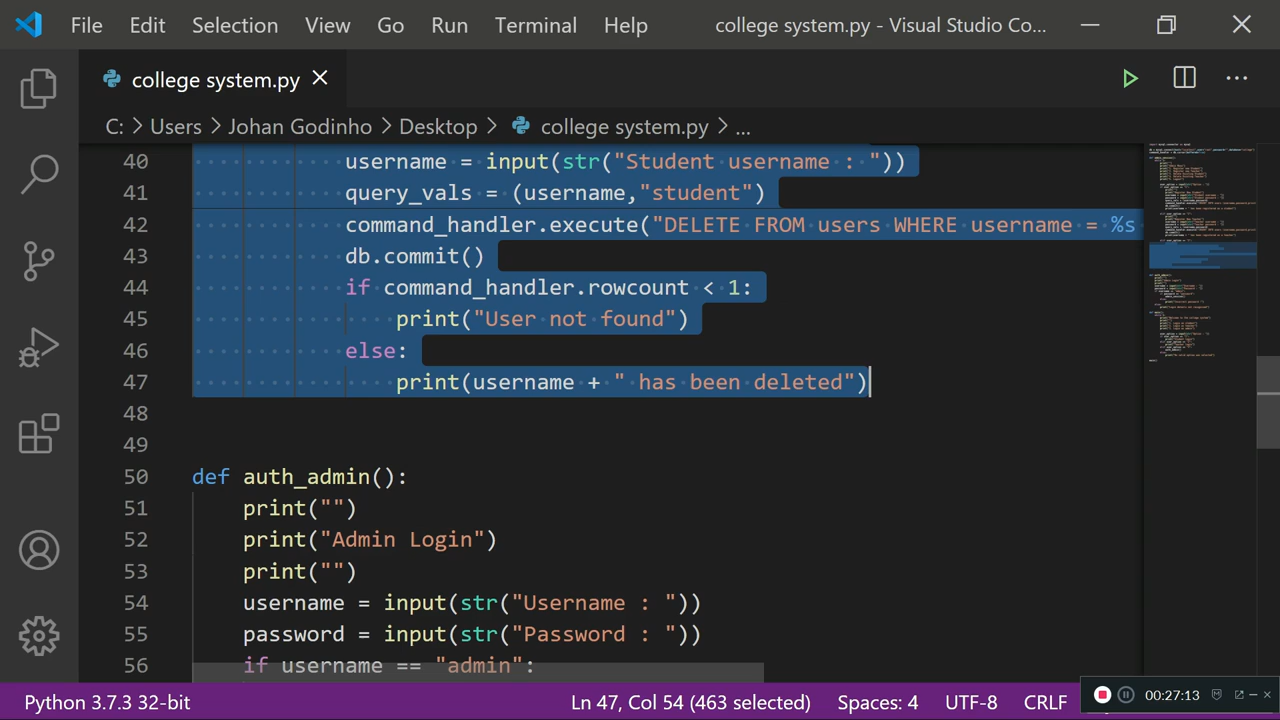 File Edit Selection View Go Run Terminal Help college system.py - Visual Studio Co...
college system.py
C: > Users > Johan Godinho > Desktop > college system.py > ...
40 username = input(str("Student username : "))
41 query_vals = (username,"student")
42 command_handler.execute("DELETE FROM users WHERE username = %s
43 db.commit()
44 if command_handler.rowcount < 1:
45 print("User not found")
46 else:
47 print(username + " has been deleted")
48
49
50 def auth_admin():
51 print("")
52 print("Admin Login")
53 print("")
54 username = input(str("Username : "))
55 password = input(str("Password : "))
56 if username == "admin":
Python 3.7.3 32-bit Ln 47, Col 54 (463 selected) Spaces: 4 UTF-8 CRLF
00:27:13